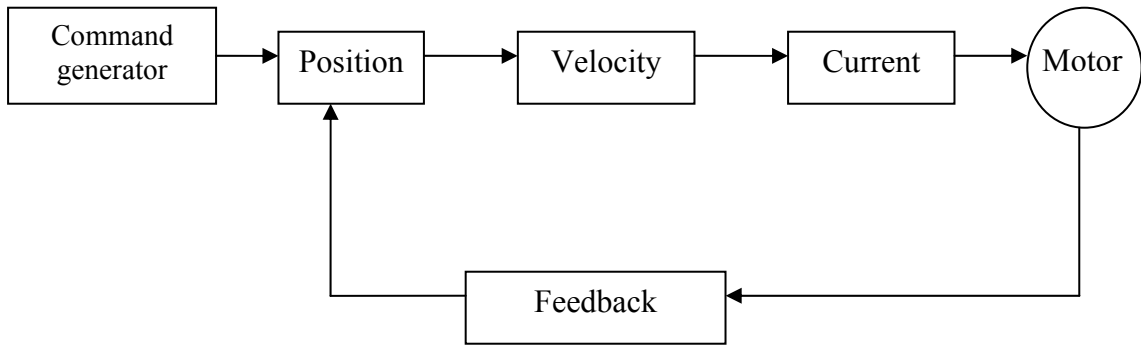 Command
generator
Position
Velocity
Current
Motor
Feedback